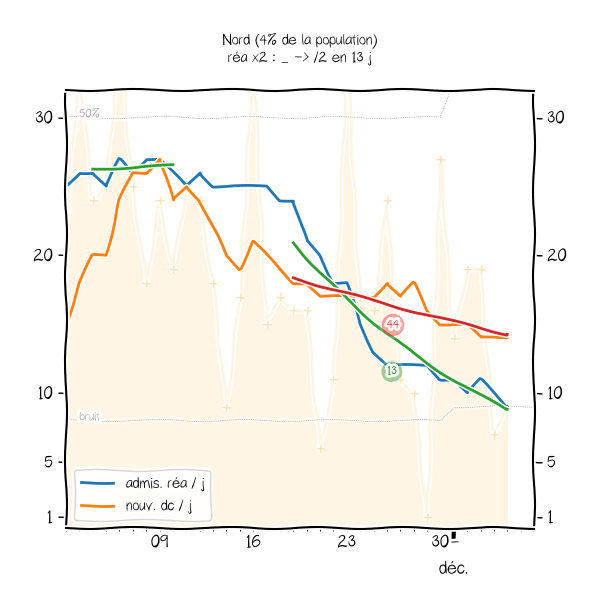 Nord (4% de la population)
réa x2 : _ -> /2 en 13 j
30
30
50%
20
20
44
13
10
10
bruit
5
5
admis. réa / j
nouv. dc / j
1
1
09 16 23 30
déc.